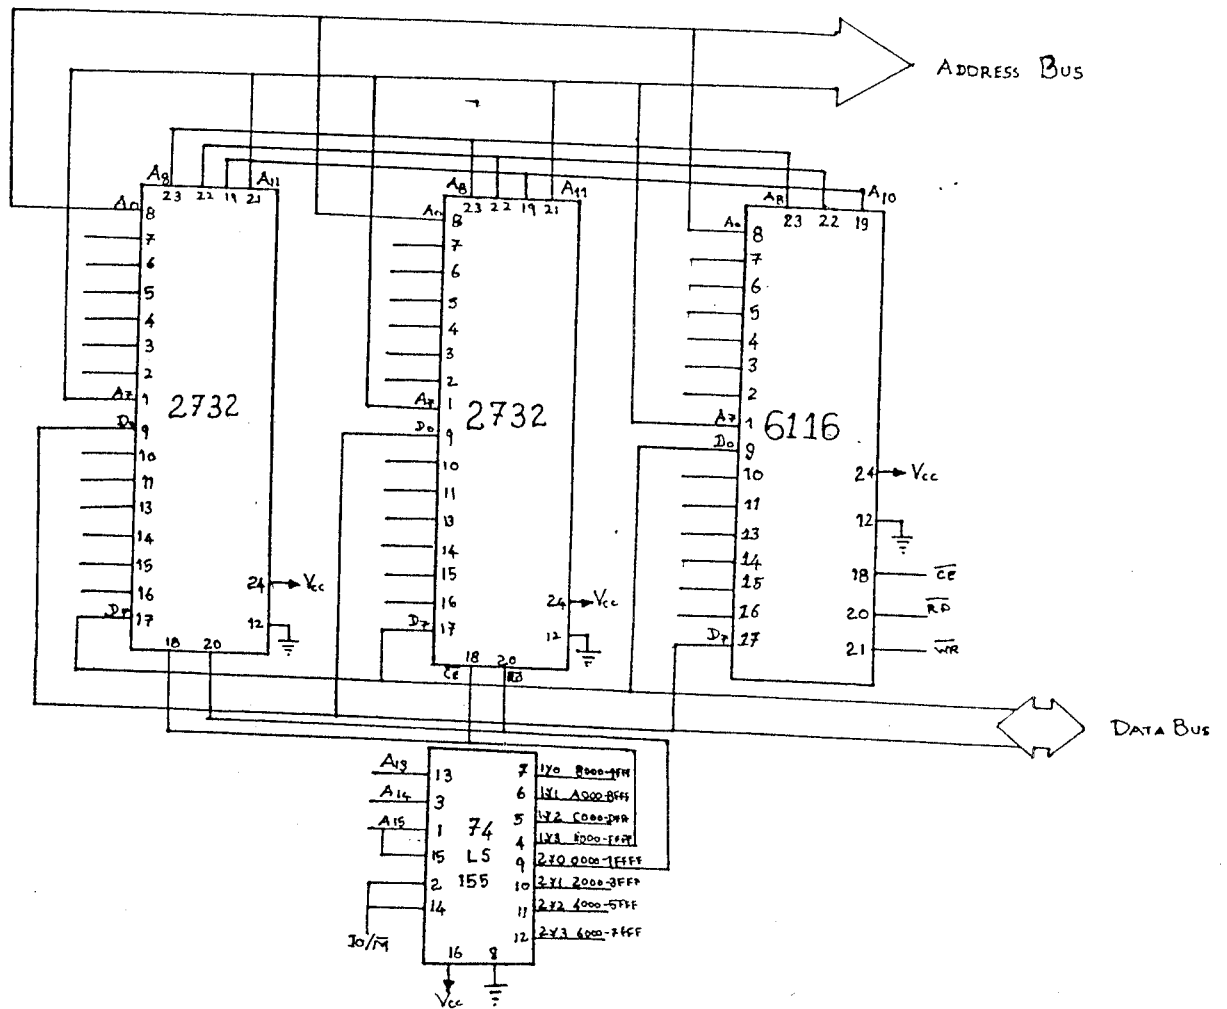 ADDRESS BUS
A8 A11
23 22 19 21
A0 8
7
6
5
4
3
2
A7 1
9
10
11
13
14
15
16
17
2732
24 Vcc
12
18 20
A8 A11
23 22 19 21
8
7
6
5
4
3
2
A7 1
D0 9
10
11
13
14
15
16
D7 17
2732
24 Vcc
12
18 20
CE
A8 A10
23 22 19
A0 8
7
6
5
4
3
2
A7 1
D0 9
10
11
13
14
15
16
D7 17
6116
24 Vcc
12
18 CE
20 RD
21 WR
DATA BUS
A13 13
A14 3
A15 1
15
2
14
IO/M
74
LS
155
7 1Y0 8000-9FFF
6 1Y1 A000-BFFF
5 1Y2 C000-DFFF
4 1Y3 E000-FFFF
9 2Y0 0000-1FFFF
10 2Y1 2000-3FFF
11 2Y2 4000-5FFF
12 2Y3 6000-7FFF
16 8
Vcc